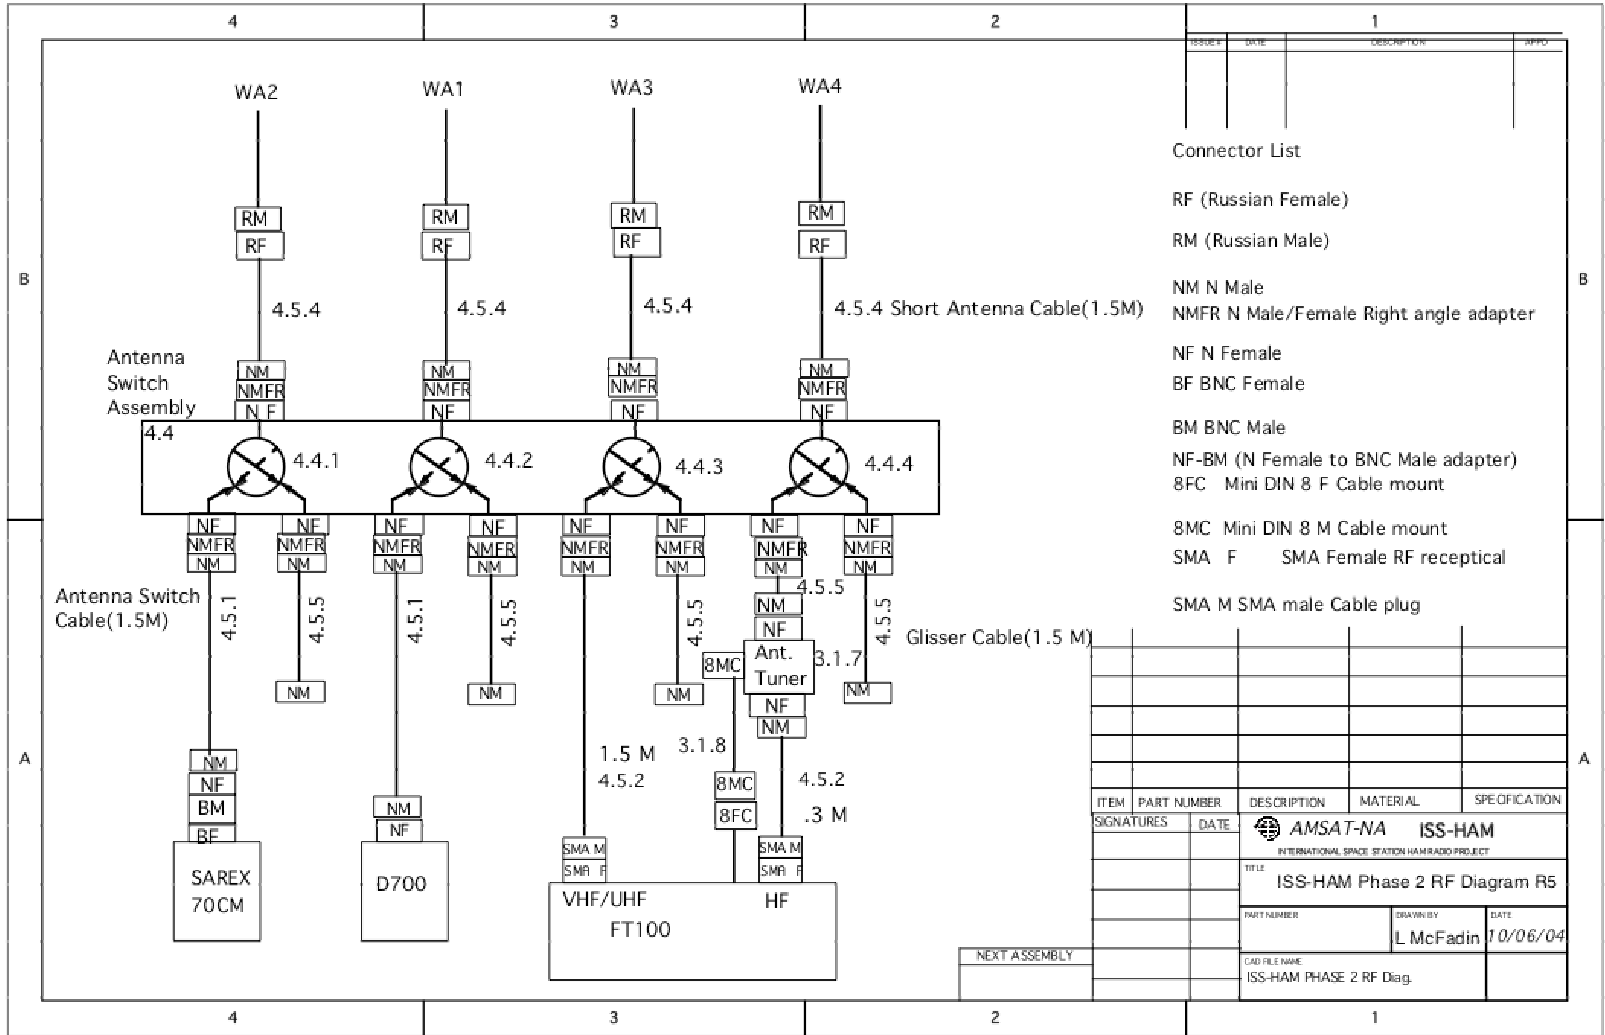 4 3 2 1
ISSUE# DATE DESCRIPTION APPD
WA2 WA1 WA3 WA4
Connector List
RF (Russian Female)
RM (Russian Male)
NM N Male
NMFR N Male/Female Right angle adapter
NF N Female
BF BNC Female
BM BNC Male
NF-BM (N Female to BNC Male adapter)
8FC Mini DIN 8 F Cable mount
8MC Mini DIN 8 M Cable mount
SMA F SMA Female RF receptical
SMA M SMA male Cable plug
RM RM RM RM
RF RF RF RF
B B
4.5.4 4.5.4 4.5.4 4.5.4 Short Antenna Cable(1.5M)
Antenna
Switch
Assembly
4.4
NM NM NM NM
NMFR NMFR NMFR NMFR
N F NF NF NF
4.4.1 4.4.2 4.4.3 4.4.4
NF NF NF NF NF NF NF NF
NMFR NMFR NMFR NMFR NMFR NMFR NMFR NMFR
NM NM NM NM NM NM NM NM
Antenna Switch
Cable(1.5M)
4.5.1 4.5.5 4.5.1 4.5.5 4.5.5 4.5.5 4.5.5
NM
NF
Glisser Cable(1.5 M)
Ant.
Tuner
3.1.7
8MC
NM NM NM NM
NF
NM
A A
1.5 M
4.5.2
3.1.8
4.5.2
.3 M
8MC
8FC
NM
NF
BM
BF
NM
NF
SMA M
SMA F
SMA M
SMA F
SAREX
70CM
D700
VHF/UHF HF
FT100
ITEM PART NUMBER DESCRIPTION MATERIAL SPECIFICATION
SIGNATURES DATE
AMSAT-NA ISS-HAM
INTERNATIONAL SPACE STATION HAM RADIO PROJECT
TITLE
ISS-HAM Phase 2 RF Diagram R5
PART NUMBER DRAWN BY DATE
L McFadin 10/06/04
NEXT ASSEMBLY
CAD FILE NAME
ISS-HAM PHASE 2 RF Diag.
4 3 2 1